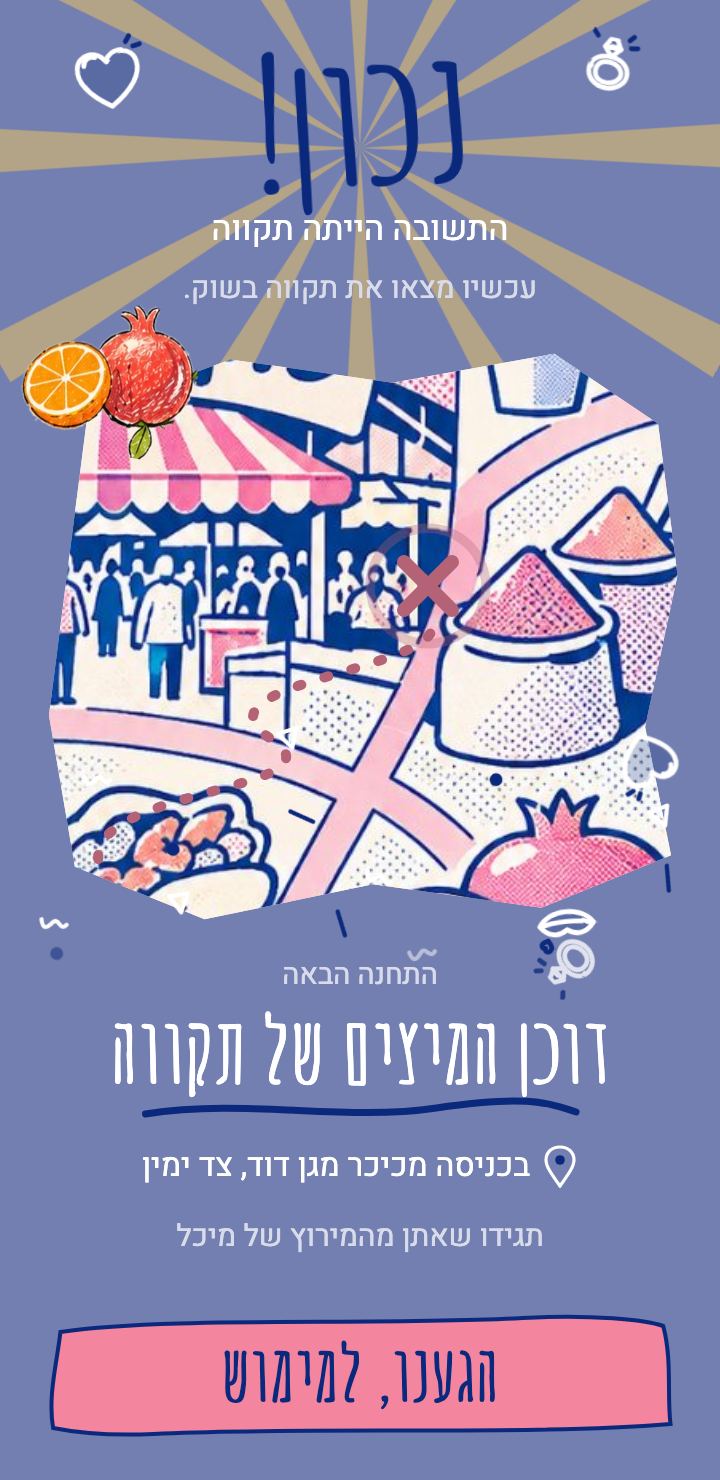 נכון!
התשובה הייתה תקווה
עכשיו מצאו את תקווה בשוק.
התחנה הבאה
דוכן המיצים של תקווה
בכניסה מכיכר מגן דוד, צד ימין
תגידו שאתן מהמירוץ של מיכל
הגענו, למימוש